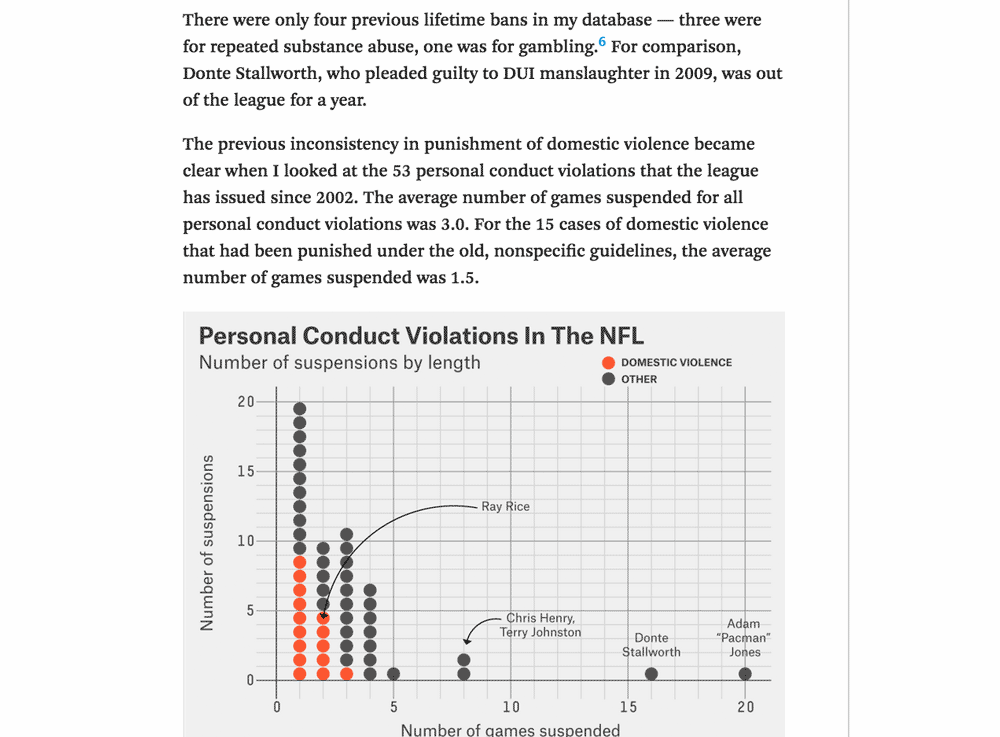 There were only four previous lifetime bans in my database — three were
for repeated substance abuse, one was for gambling.6 For comparison,
Donte Stallworth, who pleaded guilty to DUI manslaughter in 2009, was out
of the league for a year.
The previous inconsistency in punishment of domestic violence became
clear when I looked at the 53 personal conduct violations that the league
has issued since 2002. The average number of games suspended for all
personal conduct violations was 3.0. For the 15 cases of domestic violence
that had been punished under the old, nonspecific guidelines, the average
number of games suspended was 1.5.
Personal Conduct Violations In The NFL
Number of suspensions by length
DOMESTIC VIOLENCE
OTHER
Number of suspensions
20
15
10
5
0
Ray Rice
Chris Henry,
Terry Johnston
Donte
Stallworth
Adam
"Pacman"
Jones
0 5 10 15 20
Number of games suspended